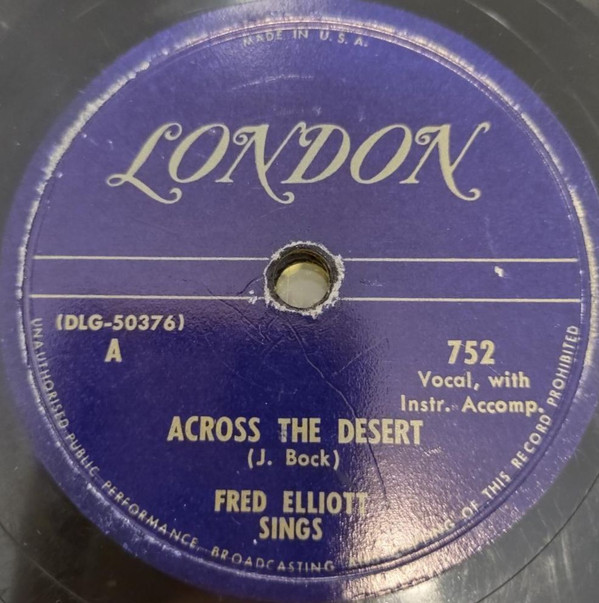 MADE IN U.S.A.
LONDON
(DLG-50376)
A
752
Vocal, with
Instr. Accomp.
ACROSS THE DESERT
(J. Bock)
FRED ELLIOTT
SINGS
UNAUTHORISED PUBLIC PERFORMANCE, BROADCASTING OF THIS RECORD PROHIBITED